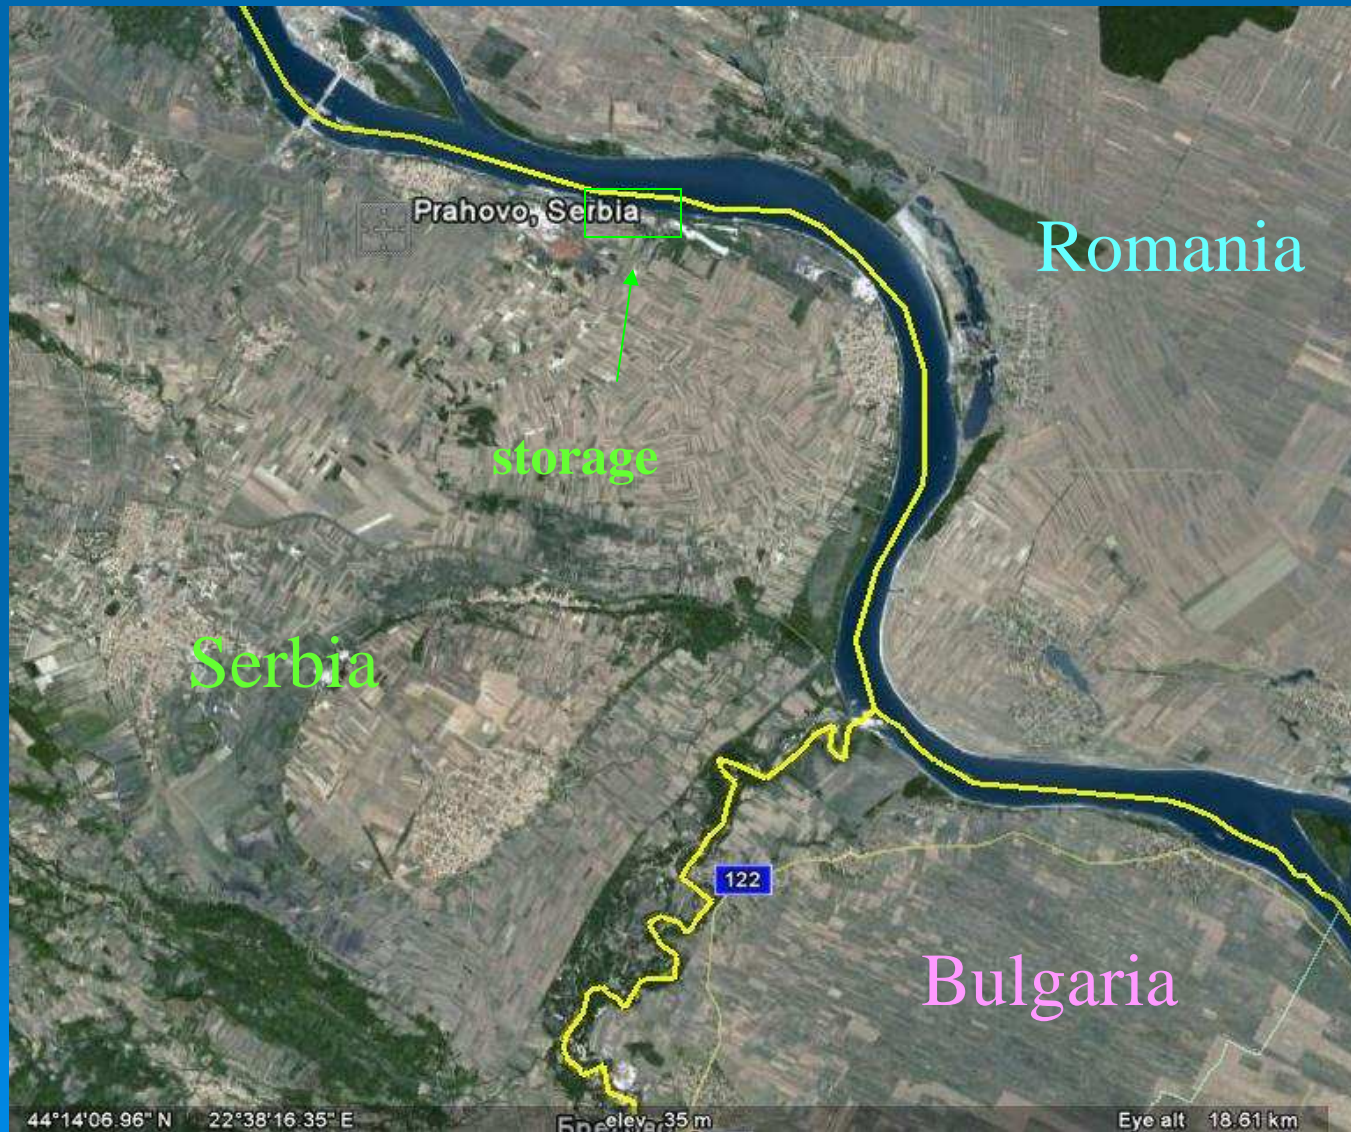 Prahovo, Serbia
Romania
storage
Serbia
122
Bulgaria
44°14'06.96" N 22°38'16.35" E elev 35 m Eye alt 18.61 km